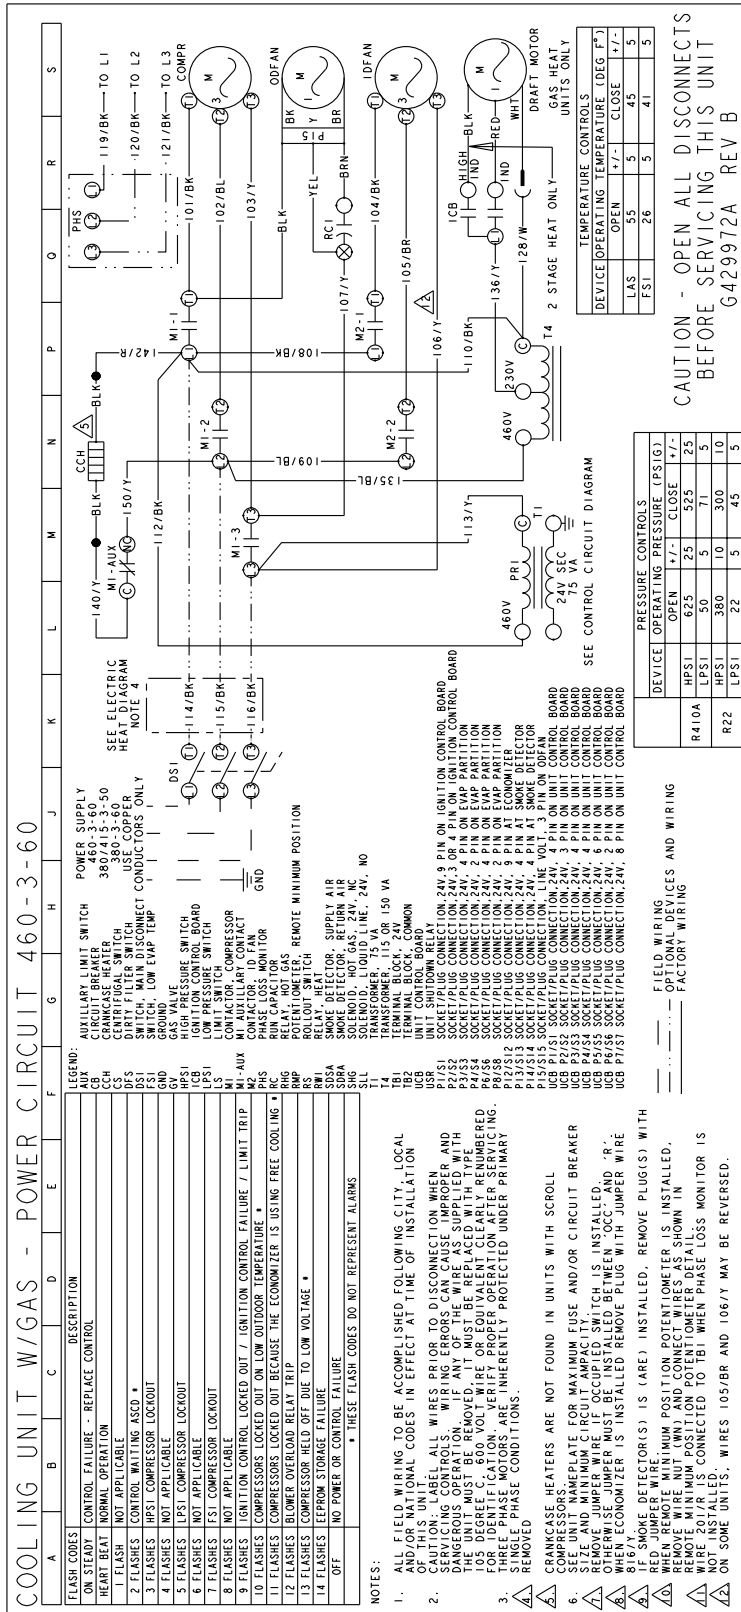 COOLING UNIT W/GAS - POWER CIRCUIT 460-3-60
A B C D E F G H J K L M N P Q R S
FLASH CODES DESCRIPTION
ON STEADY CONTROL FAILURE - REPLACE CONTROL
HEART BEAT NORMAL OPERATION
1 FLASH NOT APPLICABLE
2 FLASHES CONTROL WAITING ASCD *
3 FLASHES HPS1 COMPRESSOR LOCKOUT
4 FLASHES NOT APPLICABLE
5 FLASHES LPS1 COMPRESSOR LOCKOUT
6 FLASHES NOT APPLICABLE
7 FLASHES FS1 COMPRESSOR LOCKOUT
8 FLASHES NOT APPLICABLE
9 FLASHES IGNITION CONTROL LOCKED OUT / IGNITION CONTROL FAILURE / LIMIT TRIP
10 FLASHES COMPRESSORS LOCKED OUT ON LOW OUTDOOR TEMPERATURE *
11 FLASHES COMPRESSORS LOCKED OUT BECAUSE THE ECONOMIZER IS USING FREE COOLING *
12 FLASHES BLOWER OVERLOAD RELAY TRIP
13 FLASHES COMPRESSOR HELD OFF DUE TO LOW VOLTAGE *
14 FLASHES EEPROM STORAGE FAILURE
OFF NO POWER OR CONTROL FAILURE
* THESE FLASH CODES DO NOT REPRESENT ALARMS
NOTES:
1. ALL FIELD WIRING TO BE ACCOMPLISHED FOLLOWING CITY, LOCAL
AND/OR NATIONAL CODES IN EFFECT AT TIME OF INSTALLATION
OF THIS UNIT.
2. CAUTION: LABEL ALL WIRES PRIOR TO DISCONNECTION WHEN
SERVICING CONTROLS. WIRING ERRORS CAN CAUSE IMPROPER AND
DANGEROUS OPERATION. IF ANY OF THE WIRE AS SUPPLIED WITH
THE UNIT MUST BE REMOVED, IT MUST BE REPLACED WITH TYPE
105 DEGREE C, 600 VOLT WIRE OR EQUIVALENT CLEARLY RENUMBERED
FOR IDENTIFICATION. VERIFY PROPER OPERATION AFTER SERVICING.
3. THREE PHASE MOTORS ARE INHERENTLY PROTECTED UNDER PRIMARY
SINGLE PHASE CONDITIONS.
4 REMOVED
5 CRANKCASE HEATERS ARE NOT FOUND IN UNITS WITH SCROLL
COMPRESSORS.
6. SEE UNIT NAMEPLATE FOR MAXIMUM FUSE AND/OR CIRCUIT BREAKER
SIZE AND MINIMUM CIRCUIT AMPACITY.
7 REMOVE JUMPER WIRE IF OCCUPIED SWITCH IS INSTALLED.
OTHERWISE JUMPER MUST BE INSTALLED BETWEEN 'OCC' AND 'R'.
8 WHEN ECONOMIZER IS INSTALLED REMOVE PLUG WITH JUMPER WIRE
816/Y
9 IF SMOKE DETECTOR(S) IS (ARE) INSTALLED, REMOVE PLUG(S) WITH
RED JUMPER WIRE.
10 WHEN REMOTE MINIMUM POSITION POTENTIOMETER IS INSTALLED,
REMOVE WIRE NUT (WN) AND CONNECT WIRES AS SHOWN IN
REMOTE MINIMUM POSITION POTENTIOMETER DETAIL.
11 WIRE 201/R IS CONNECTED TO TB1 WHEN PHASE LOSS MONITOR IS
NOT INSTALLED.
12 ON SOME UNITS, WIRES 105/BR AND 106/Y MAY BE REVERSED.
LEGEND:
AUX AUXILLARY LIMIT SWITCH
CB CIRCUIT BREAKER
CCH CRANKCASE HEATER
CS CENTRIFUGAL SWITCH
DFS DIRTY FILTER SWITCH
DS1 SWITCH, MAIN DISCONNECT
FS1 SWITCH, LOW EVAP TEMP
GND GROUND
GV GAS VALVE
HPS1 HIGH PRESSURE SWITCH
ICB IGNITION CONTROL BOARD
LPS1 LOW PRESSURE SWITCH
LS LIMIT SWITCH
M1 CONTACTOR, COMPRESSOR
M1-AUX M1 AUXILLARY CONTACT
M2 CONTACTOR, ID FAN
PHS PHASE LOSS MONITOR
RC RUN CAPACITOR
RHG RELAY, HOT GAS
RMP POTENTIOMETER, REMOTE MINIMUM POSITION
RS ROLLOUT SWITCH
RW1 RELAY, HEAT
SDSA SMOKE DETECTOR, SUPPLY AIR
SDRA SMOKE DETECTOR, RETURN AIR
SHG SOLENOID, HOT GAS, 24V, NC
SLL SOLENOID, LIQUID LINE, 24V, NO
T1 TRANSFORMER, 75 VA
T4 TRANSFORMER, 115 OR 150 VA
TB1 TERMINAL BLOCK, 24V
TB2 TERMINAL BLOCK, COMMON
UCB UNIT CONTROL BOARD
USR UNIT SHUTDOWN RELAY
P1/S1 SOCKET/PLUG CONNECTION,24V,9 PIN ON IGNITION CONTROL BOARD
P2/S2 SOCKET/PLUG CONNECTION,24V,3 OR 4 PIN ON IGNITION CONTROL BOARD
P3/S3 SOCKET/PLUG CONNECTION,24V, 4 PIN ON EVAP PARTITION
P4/S4 SOCKET/PLUG CONNECTION,24V, 4 PIN ON EVAP PARTITION
P6/S6 SOCKET/PLUG CONNECTION,24V, 2 PIN ON EVAP PARTITION
P8/S8 SOCKET/PLUG CONNECTION,24V, 2 PIN ON EVAP PARTITION
P12/S12 SOCKET/PLUG CONNECTION,24V, 9 PIN AT ECONOMIZER
P13/S13 SOCKET/PLUG CONNECTION,24V, 4 PIN AT SMOKE DETECTOR
P14/S14 SOCKET/PLUG CONNECTION,24V, 4 PIN AT SMOKE DETECTOR
P15/S15 SOCKET/PLUG CONNECTION, LINE VOLT, 3 PIN ON ODFAN
UCB P1/S1 SOCKET/PLUG CONNECTION,24V, 4 PIN ON UNIT CONTROL BOARD
UCB P2/S2 SOCKET/PLUG CONNECTION,24V, 3 PIN ON UNIT CONTROL BOARD
UCB P3/S3 SOCKET/PLUG CONNECTION,24V, 2 PIN ON UNIT CONTROL BOARD
UCB P4/S4 SOCKET/PLUG CONNECTION,24V, 4 PIN ON UNIT CONTROL BOARD
UCB P5/S5 SOCKET/PLUG CONNECTION,24V, 6 PIN ON UNIT CONTROL BOARD
UCB P6/S6 SOCKET/PLUG CONNECTION,24V, 2 PIN ON UNIT CONTROL BOARD
UCB P7/S7 SOCKET/PLUG CONNECTION,24V, 8 PIN ON UNIT CONTROL BOARD
FIELD WIRING
OPTIONAL DEVICES AND WIRING
FACTORY WIRING
POWER SUPPLY
460-3-60
380/415-3-50
380-3-60
USE COPPER
CONDUCTORS ONLY
GND
SEE ELECTRIC
HEAT DIAGRAM
NOTE 4
DS1
L1 T1 114/BK
L2 T2 115/BK
L3 T3 116/BK
140/Y
M1-AUX
C NC
150/Y
BLK CCH BLK
5
112/BK
142/R
L1 M1-1 T1
L2 M1-2 T2
L3 M1-3 T3
109/BL
108/BK
135/BL
113/Y
106/Y
12
110/BK
L1 M2-1 T1
L2 M2-2 T2
PHS
L3 L2 L1
119/BK TO L1
120/BK TO L2
121/BK TO L3
101/BK T1 COMPR
102/BL T2
103/Y T3
M
3
BLK
YEL
BRN
RC1
107/Y
P15
BK
Y
BR
ODFAN
M
1
104/BK T1 IDFAN
105/BR T2
T3
M
3
ICB
HIGH BLK
IND
RED
IND
L1
136/Y
128/W
WHT
M
1
DRAFT MOTOR
GAS HEAT
UNITS ONLY
2 STAGE HEAT ONLY
460V 230V C
T4
460V PRI C
T1
24V SEC
75 VA
SEE CONTROL CIRCUIT DIAGRAM
PRESSURE CONTROLS
DEVICE OPERATING PRESSURE (PSIG)
OPEN +/- CLOSE +/-
R410A HPS1 625 25 525 25
LPS1 50 5 71 5
R22 HPS1 380 10 300 10
LPS1 22 5 45 5
TEMPERATURE CONTROLS
DEVICE OPERATING TEMPERATURE (DEG F°)
OPEN +/- CLOSE +/-
LAS 55 5 45 5
FS1 26 5 41 5
CAUTION - OPEN ALL DISCONNECTS
BEFORE SERVICING THIS UNIT
G429972A REV B